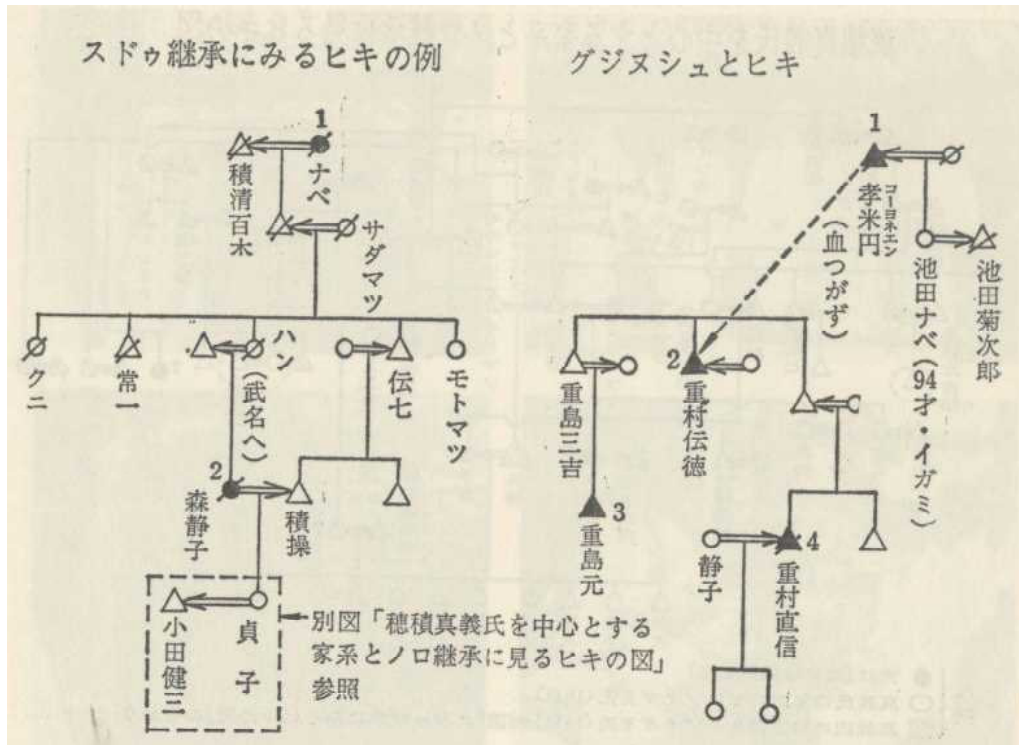 スドゥ継承にみるヒキの例
1
ナベ
積清百木
サダマツ
クニ
常一
ハン
(武名へ)
伝七
モトマツ
2
森静子
積操
小田健三
貞子
別図「穂積真義氏を中心とする
家系とノロ継承に見るヒキの図」
参照
グジヌシュとヒキ
1
コーヨネエン
孝米円
(血つがず)
池田ナベ(94才・イガミ)
池田菊次郎
重島三吉
2
重村伝徳
3
重島元
静子
4
重村直信